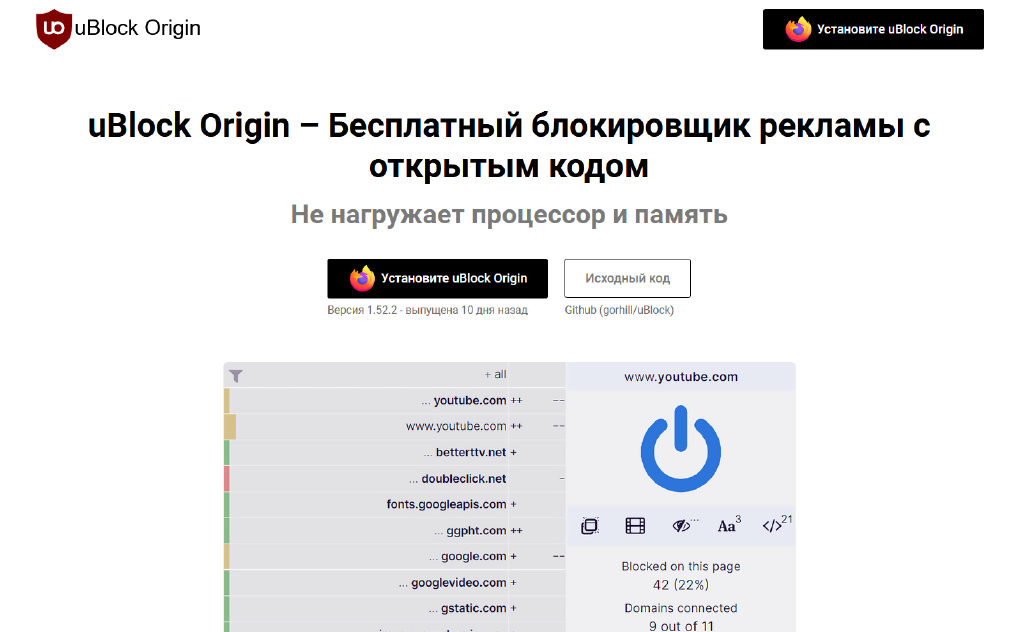 uBlock Origin
Установите uBlock Origin
uBlock Origin – Бесплатный блокировщик рекламы с
открытым кодом
Не нагружает процессор и память
Установите uBlock Origin
Исходный код
Версия 1.52.2 - выпущена 10 дня назад
Github (gorhill/uBlock)
+ all
www.youtube.com
... youtube.com ++ --
www.youtube.com ++ --
... betterttv.net +
... doubleclick.net -
fonts.googleapis.com +
... ggpht.com ++
... google.com + --
... googlevideo.com +
... gstatic.com +
Aa 3
</> 21
Blocked on this page
42 (22%)
Domains connected
9 out of 11